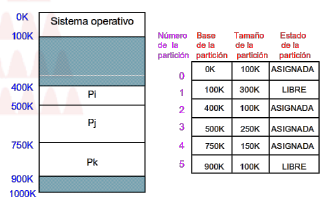 0K
Sistema operativo
100K
400K
Pi
500K
Pj
750K
Pk
900K
1000K
Número de la partición
Base de la partición
Tamaño de la partición
Estado de la partición
0 0K 100K ASIGNADA
1 100K 300K LIBRE
2 400K 100K ASIGNADA
3 500K 250K ASIGNADA
4 750K 150K ASIGNADA
5 900K 100K LIBRE